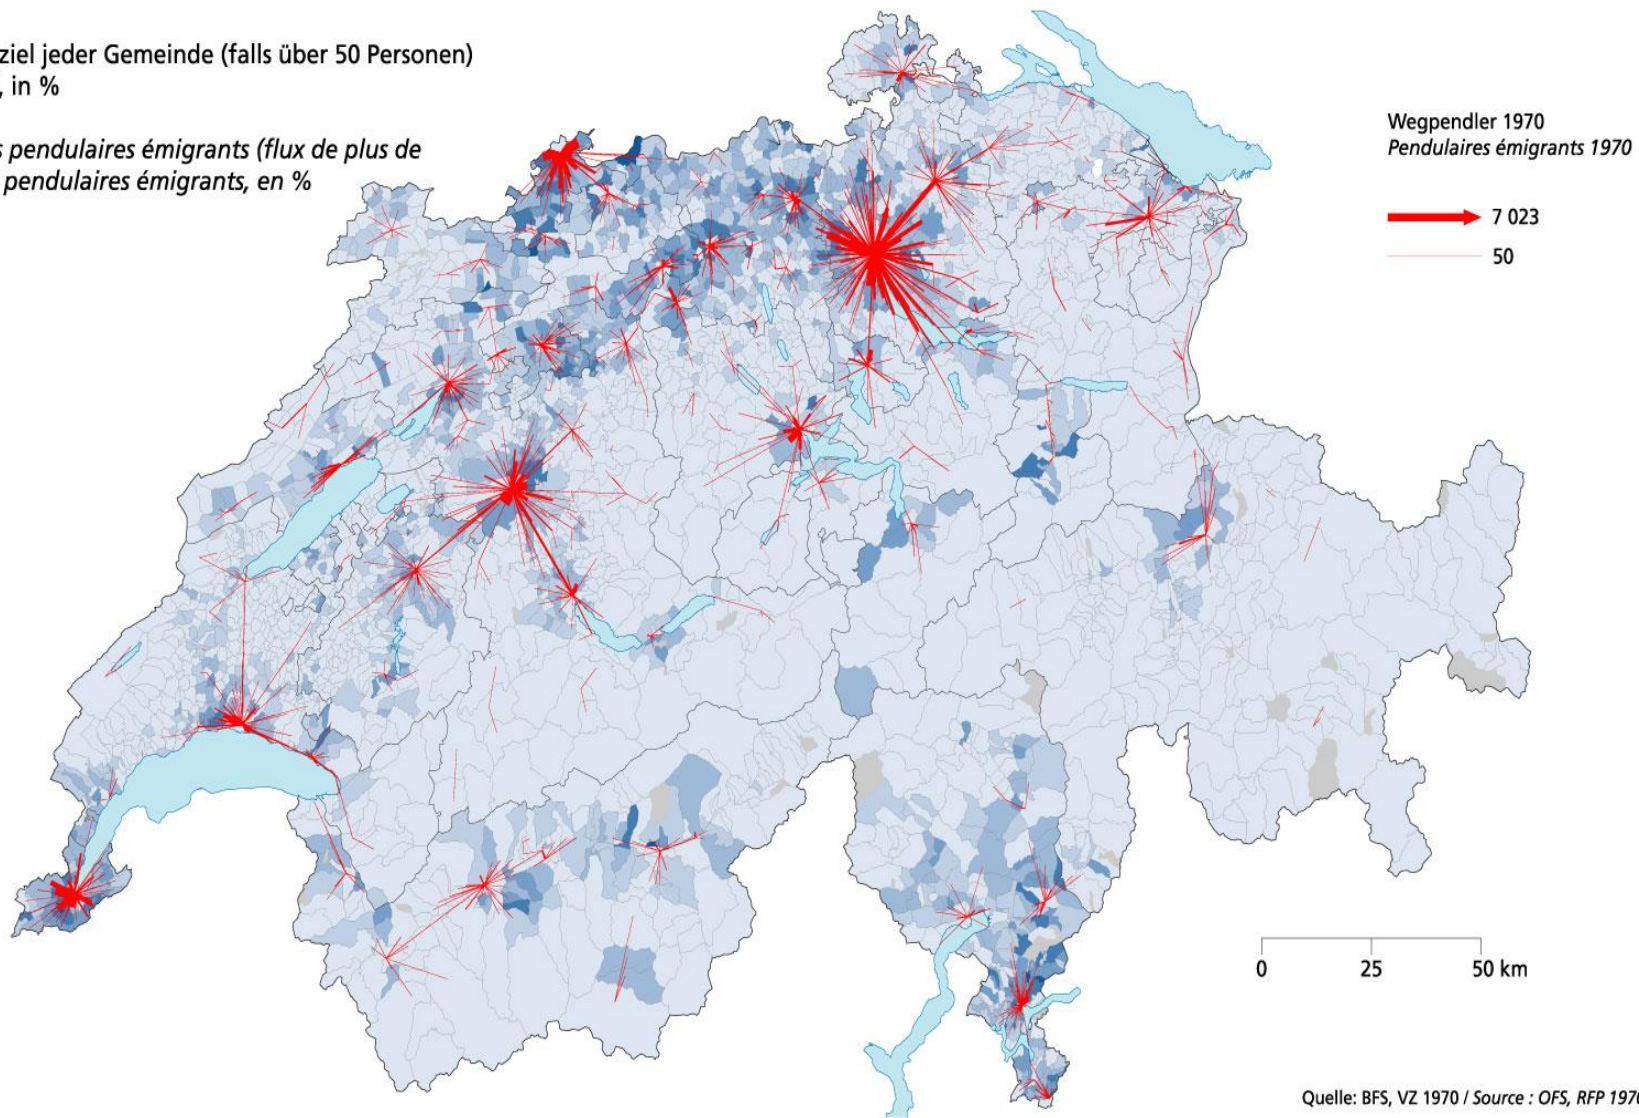 ziel jeder Gemeinde (falls über 50 Personen)
, in %
s pendulaires émigrants (flux de plus de
pendulaires émigrants, en %
Wegpendler 1970
Pendulaires émigrants 1970
7 023
50
0 25 50 km
Quelle: BFS, VZ 1970 / Source : OFS, RFP 1970